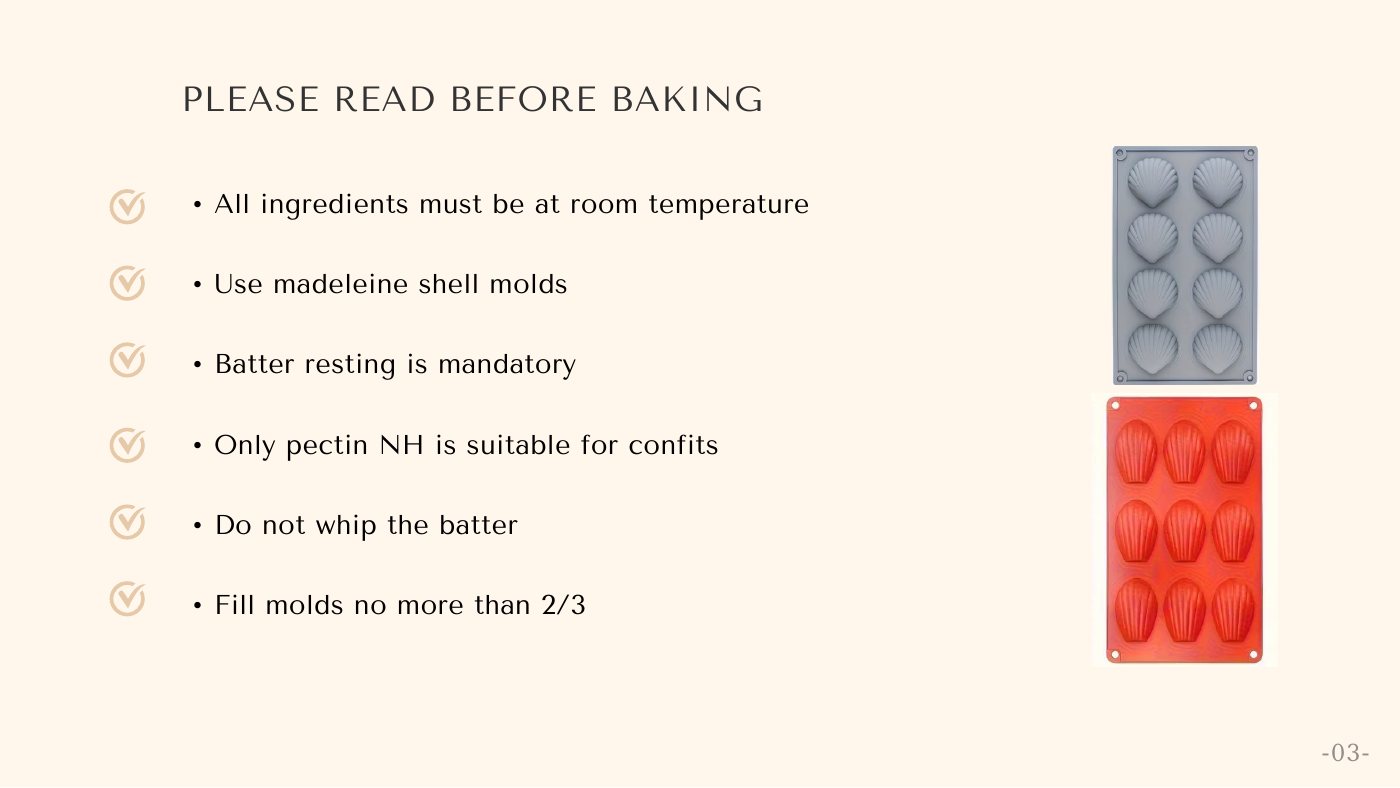 PLEASE READ BEFORE BAKING
• All ingredients must be at room temperature
• Use madeleine shell molds
• Batter resting is mandatory
• Only pectin NH is suitable for confits
• Do not whip the batter
• Fill molds no more than 2/3
-03-